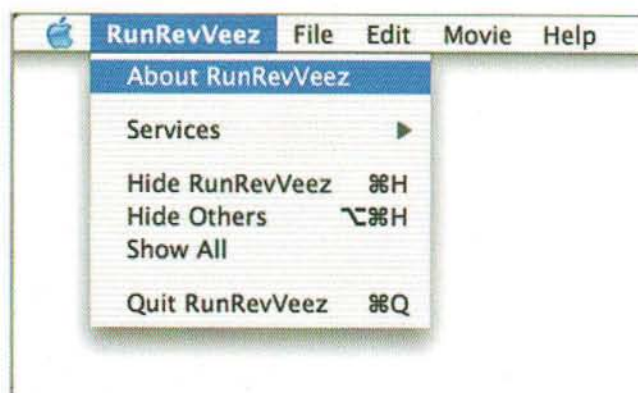 RunRevVeez File Edit Movie Help
About RunRevVeez
Services
Hide RunRevVeez ⌘H
Hide Others ⌥⌘H
Show All
Quit RunRevVeez ⌘Q